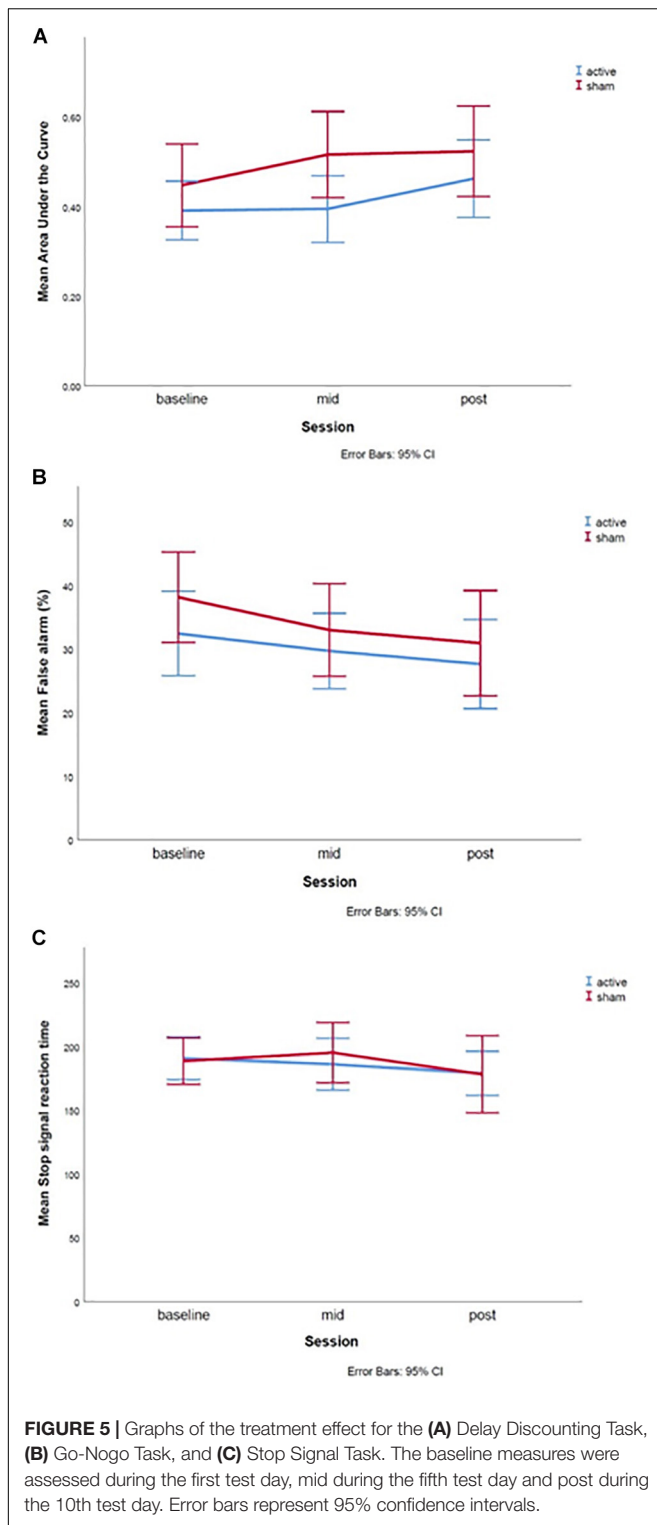 A
active
sham
0.60
0.40
0.20
0.00
Mean Area Under the Curve
baseline mid post
Session
Error Bars: 95% CI
B
active
sham
50
40
30
20
10
0
Mean False alarm (%)
baseline mid post
Session
Error Bars: 95% CI
C
active
sham
250
200
150
100
50
0
Mean Stop signal reaction time
baseline mid post
Session
Error Bars: 95% CI
FIGURE 5 | Graphs of the treatment effect for the (A) Delay Discounting Task,
(B) Go-Nogo Task, and (C) Stop Signal Task. The baseline measures were
assessed during the first test day, mid during the fifth test day and post during
the 10th test day. Error bars represent 95% confidence intervals.